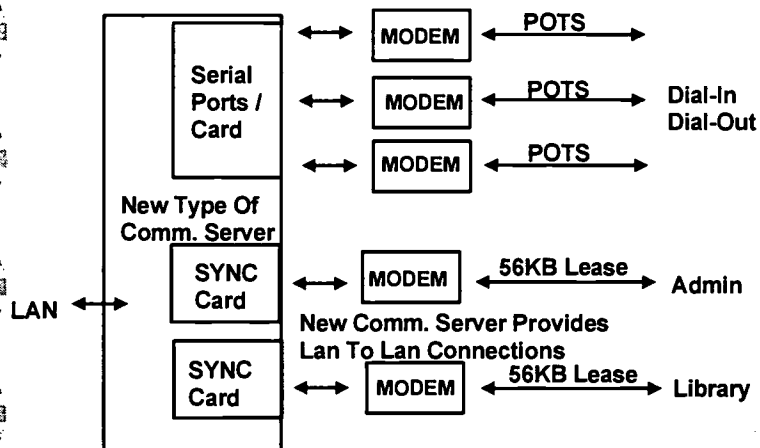 MODEM POTS
Serial
Ports /
Card
MODEM POTS Dial-In
Dial-Out
MODEM POTS
New Type Of
Comm. Server
SYNC
Card
MODEM 56KB Lease Admin
LAN
New Comm. Server Provides
Lan To Lan Connections
SYNC
Card
MODEM 56KB Lease Library